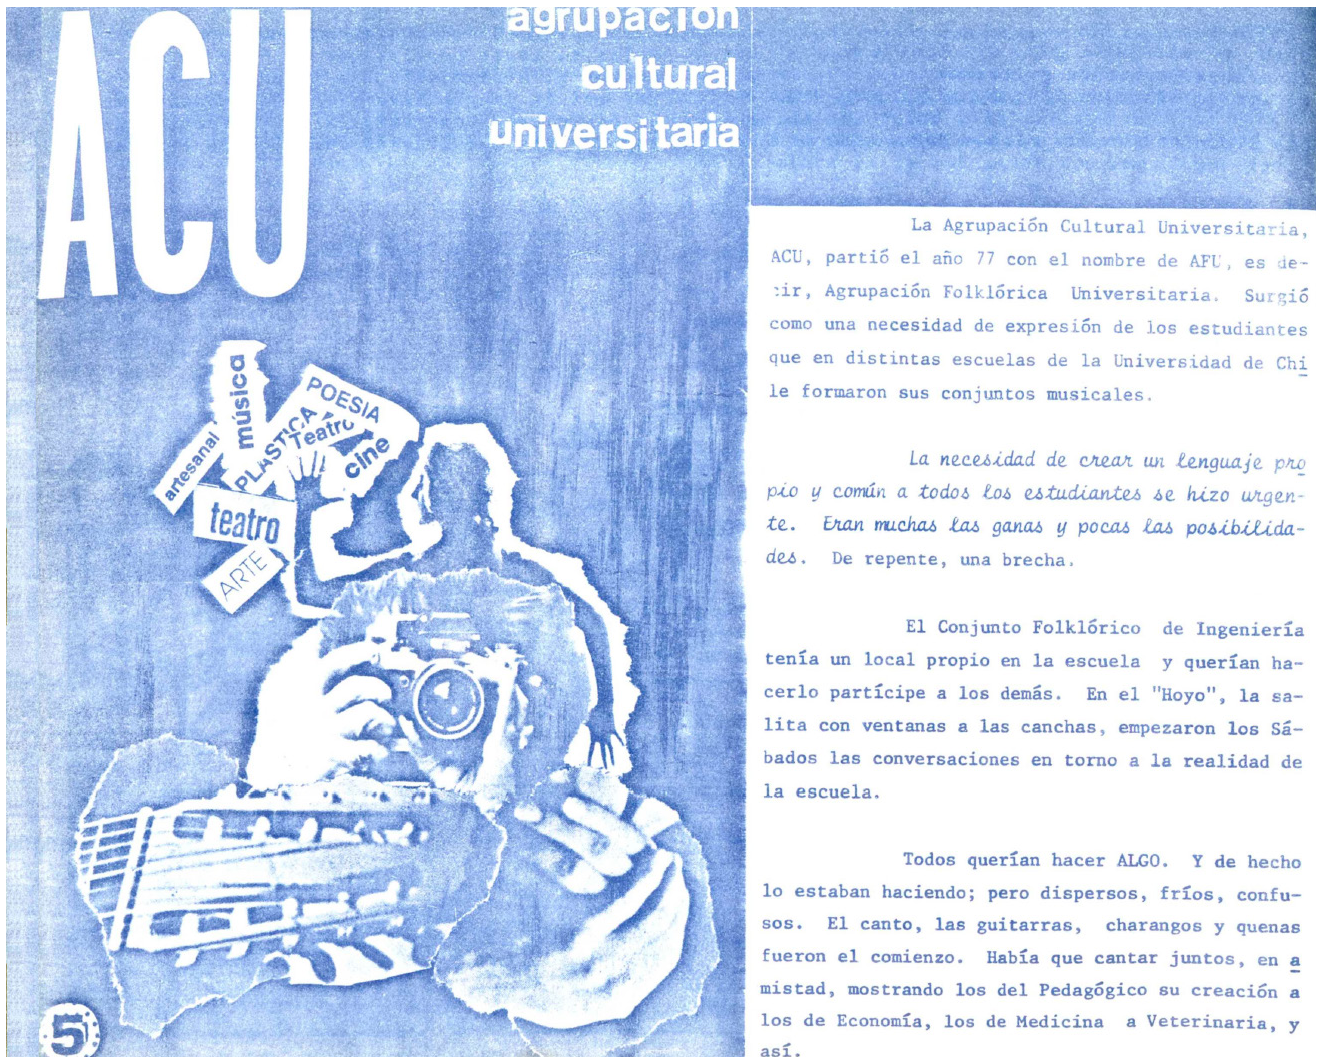 ACU
agrupación
cultural
universitaria
música
POESIA
artesanal
PLASTICA
Teatro
cine
teatro
ARTE
5
La Agrupación Cultural Universitaria,
ACU, partió el año 77 con el nombre de AFU, es de-
cir, Agrupación Folklórica Universitaria. Surgió
como una necesidad de expresión de los estudiantes
que en distintas escuelas de la Universidad de Chi
le formaron sus conjuntos musicales.
La necesidad de crear un lenguaje pro
pio y común a todos los estudiantes se hizo urgen-
te. Eran muchas las ganas y pocas las posibilida-
des. De repente, una brecha.
El Conjunto Folklórico de Ingeniería
tenía un local propio en la escuela y querían ha-
cerlo partícipe a los demás. En el "Hoyo", la sa-
lita con ventanas a las canchas, empezaron los Sá-
bados las conversaciones en torno a la realidad de
la escuela.
Todos querían hacer ALGO. Y de hecho
lo estaban haciendo; pero dispersos, fríos, confu-
sos. El canto, las guitarras, charangos y quenas
fueron el comienzo. Había que cantar juntos, en a
mistad, mostrando los del Pedagógico su creación a
los de Economía, los de Medicina a Veterinaria, y
así.